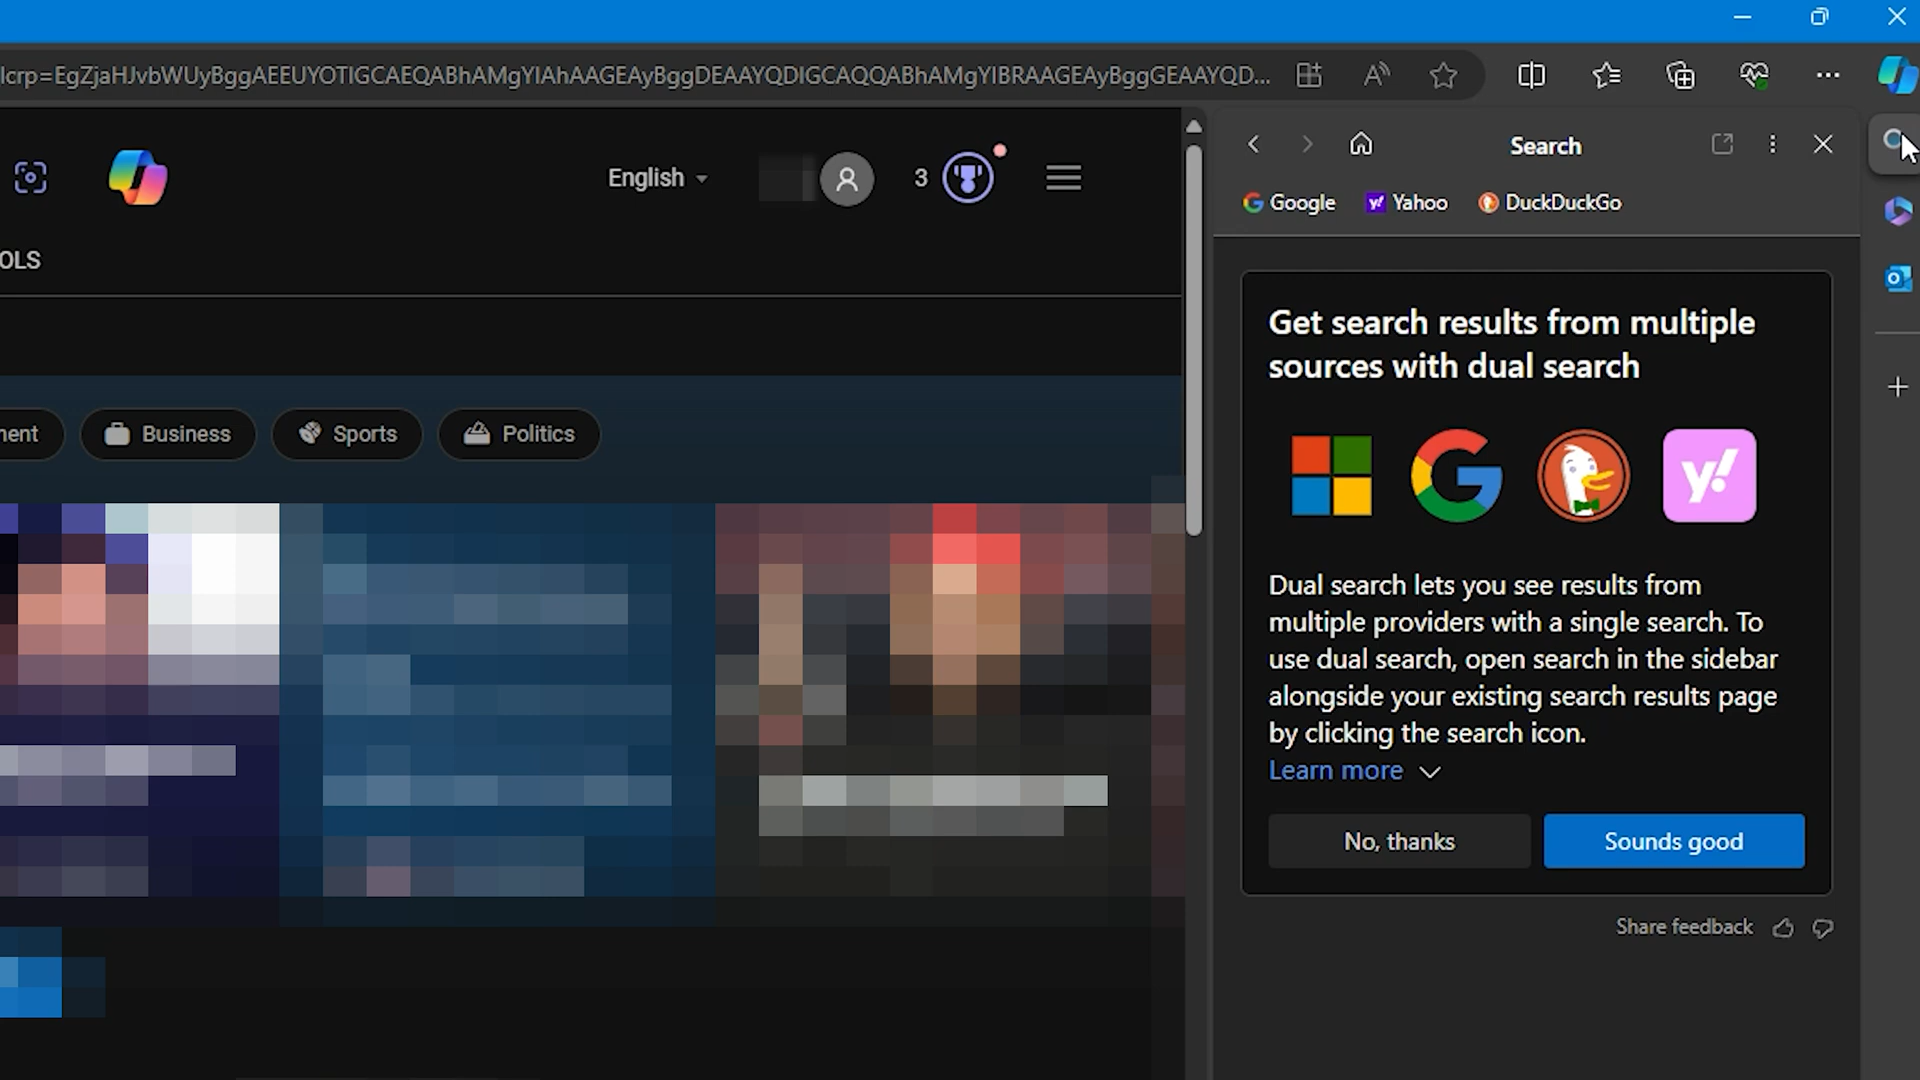 lcrp=EgZjaHJvbWUyBggAEEUYOTIGCAEQABhAMgYIAhAAGEAyBggDEAAYQDIGCAQQABhAMgYIBRAAGEAyBggGEAAYQD...
English
3
OLS
nent
Business
Sports
Politics
Search
Google Yahoo DuckDuckGo
Get search results from multiple
sources with dual search
Dual search lets you see results from
multiple providers with a single search. To
use dual search, open search in the sidebar
alongside your existing search results page
by clicking the search icon.
Learn more
No, thanks
Sounds good
Share feedback